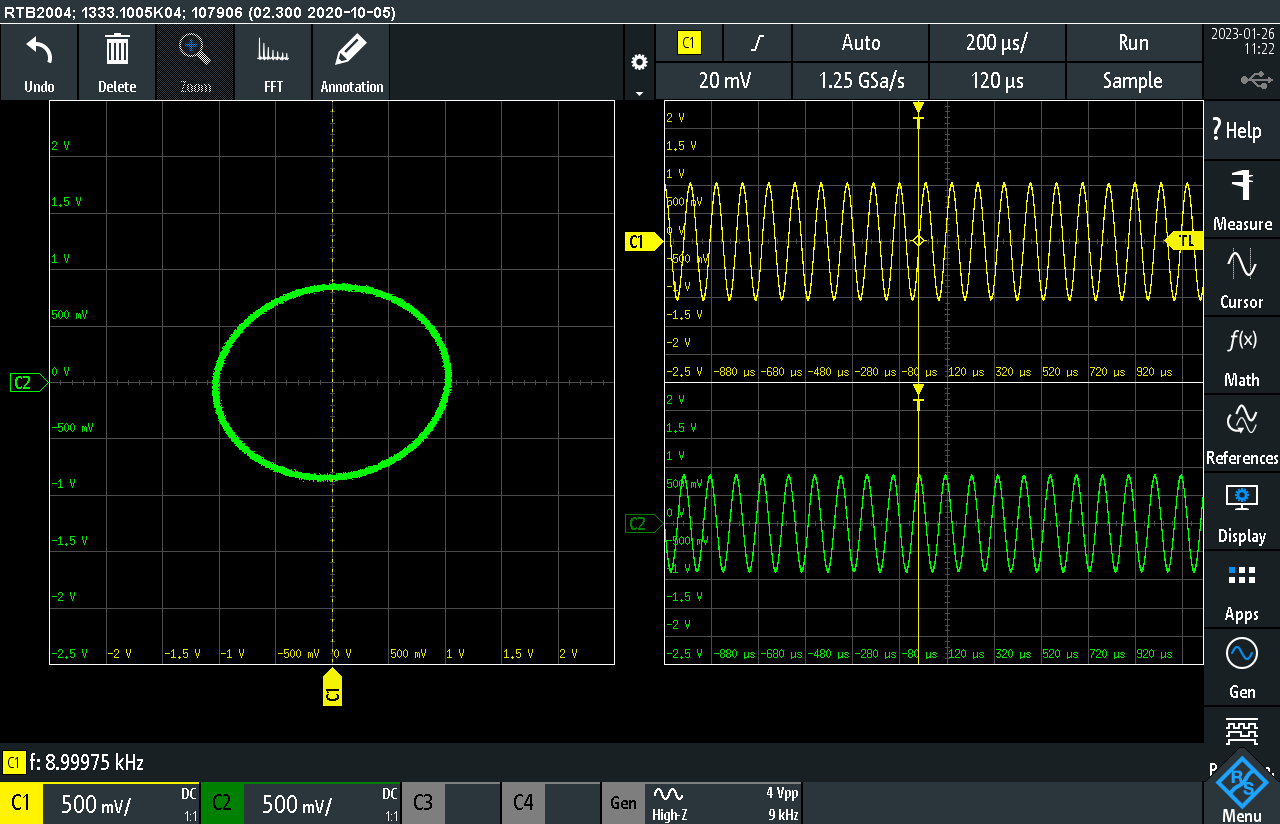 RTB2004; 1333.1005K04; 107906 (02.300 2020-10-05)
Undo
Delete
Zoom
FFT
Annotation
C1
Auto
200 µs/
Run
20 mV
1.25 GSa/s
120 µs
Sample
2023-01-26
11:22
2 V
1.5 V
1 V
500 mV
0 V
-500 mV
-1 V
-1.5 V
-2 V
-2.5 V
-2 V
-1.5 V
-1 V
-500 mV
0 V
500 mV
1 V
1.5 V
2 V
C2
C1
T
2 V
1.5 V
1 V
500 mV
0 V
-500 mV
-1 V
-1.5 V
-2 V
-2.5 V
-880 µs
-680 µs
-480 µs
-280 µs
-80 µs
120 µs
320 µs
520 µs
720 µs
920 µs
C1
TL
T
2 V
1.5 V
1 V
500 mV
0 V
-500 mV
-1 V
-1.5 V
-2 V
-2.5 V
-880 µs
-680 µs
-480 µs
-280 µs
-80 µs
120 µs
320 µs
520 µs
720 µs
920 µs
C2
? Help
Measure
Cursor
f(x)
Math
References
Display
Apps
Gen
R&S
Menu
C1 f: 8.99975 kHz
C1
500 mV/
DC
1:1
C2
500 mV/
DC
1:1
C3
C4
Gen
High-Z
4 Vpp
9 kHz